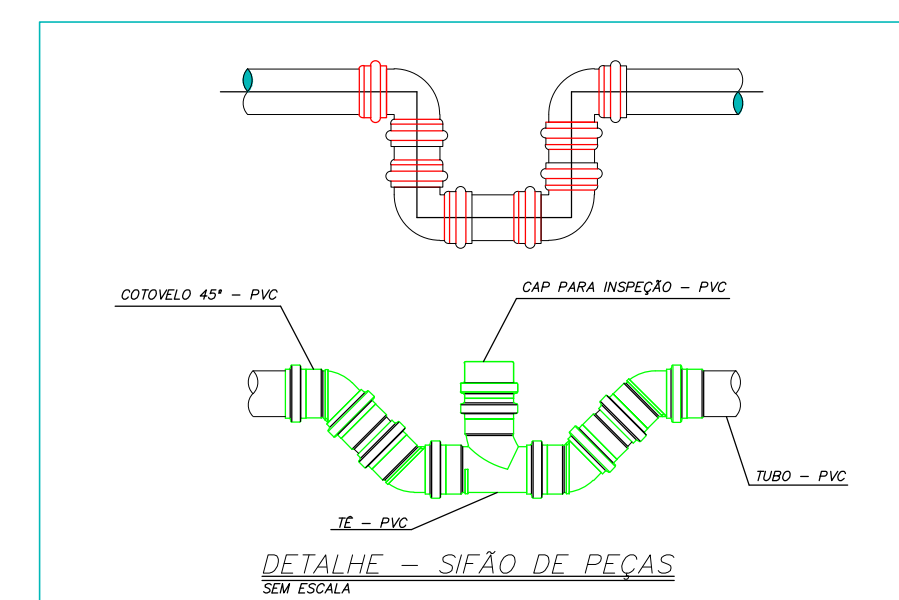 COTOVELO 45° - PVC
CAP PARA INSPEÇÃO - PVC
TUBO - PVC
TÊ - PVC
DETALHE - SIFÃO DE PEÇAS
SEM ESCALA